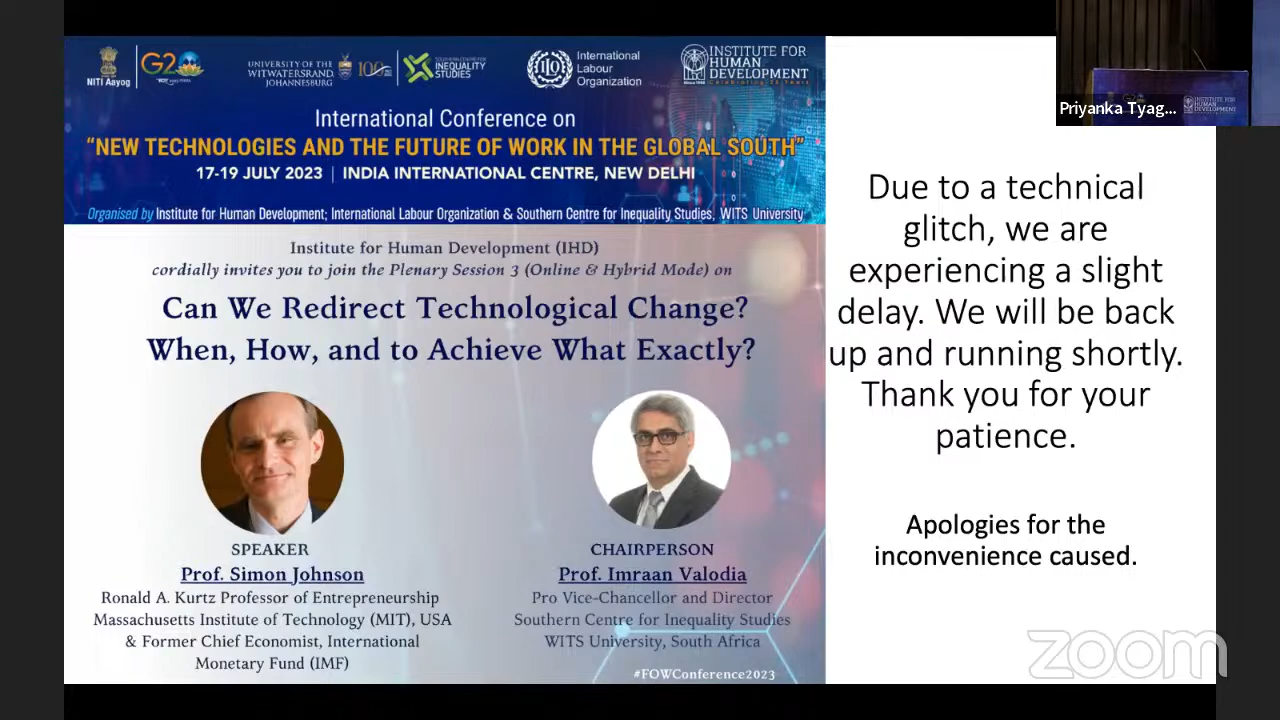 NITI Aayog
G20
UNIVERSITY OF THE
WITWATERSRAND,
JOHANNESBURG
100
SOUTHERN CENTRE FOR
INEQUALITY
STUDIES
International
Labour
Organization
INSTITUTE FOR
HUMAN
DEVELOPMENT
International Conference on
“NEW TECHNOLOGIES AND THE FUTURE OF WORK IN THE GLOBAL SOUTH”
17-19 JULY 2023 | INDIA INTERNATIONAL CENTRE, NEW DELHI
Organised by Institute for Human Development; International Labour Organization & Southern Centre for Inequality Studies, WITS University
Institute for Human Development (IHD)
cordially invites you to join the Plenary Session 3 (Online & Hybrid Mode) on
Can We Redirect Technological Change?
When, How, and to Achieve What Exactly?
SPEAKER
Prof. Simon Johnson
Ronald A. Kurtz Professor of Entrepreneurship
Massachusetts Institute of Technology (MIT), USA
& Former Chief Economist, International
Monetary Fund (IMF)
CHAIRPERSON
Prof. Imraan Valodia
Pro Vice-Chancellor and Director
Southern Centre for Inequality Studies
WITS University, South Africa
#FOWConference2023
Priyanka Tyag...
INSTITUTE FOR
HUMAN
DEVELOPMENT
Due to a technical
glitch, we are
experiencing a slight
delay. We will be back
up and running shortly.
Thank you for your
patience.
Apologies for the
inconvenience caused.
zoom